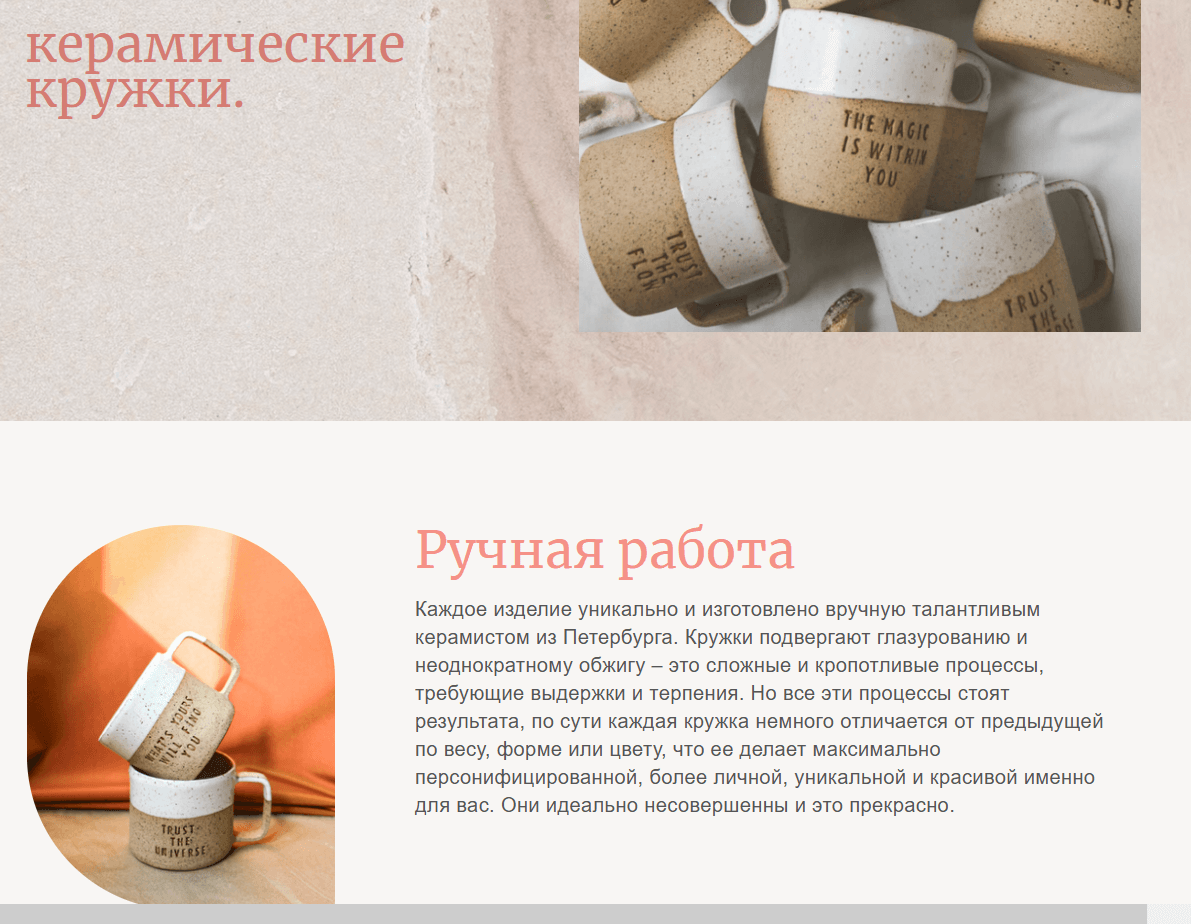 керамические
кружки.
THE MAGIC
IS WITHIN
YOU
TRUST
THE
FLOW
TRUST
THE
Ручная работа
Каждое изделие уникально и изготовлено вручную талантливым
керамистом из Петербурга. Кружки подвергают глазурованию и
неоднократному обжигу – это сложные и кропотливые процессы,
требующие выдержки и терпения. Но все эти процессы стоят
результата, по сути каждая кружка немного отличается от предыдущей
по весу, форме или цвету, что ее делает максимально
персонифицированной, более личной, уникальной и красивой именно
для вас. Они идеально несовершенны и это прекрасно.
WHAT'S YOURS
WILL FIND
YOU
TRUST
THE
UNIVERSE